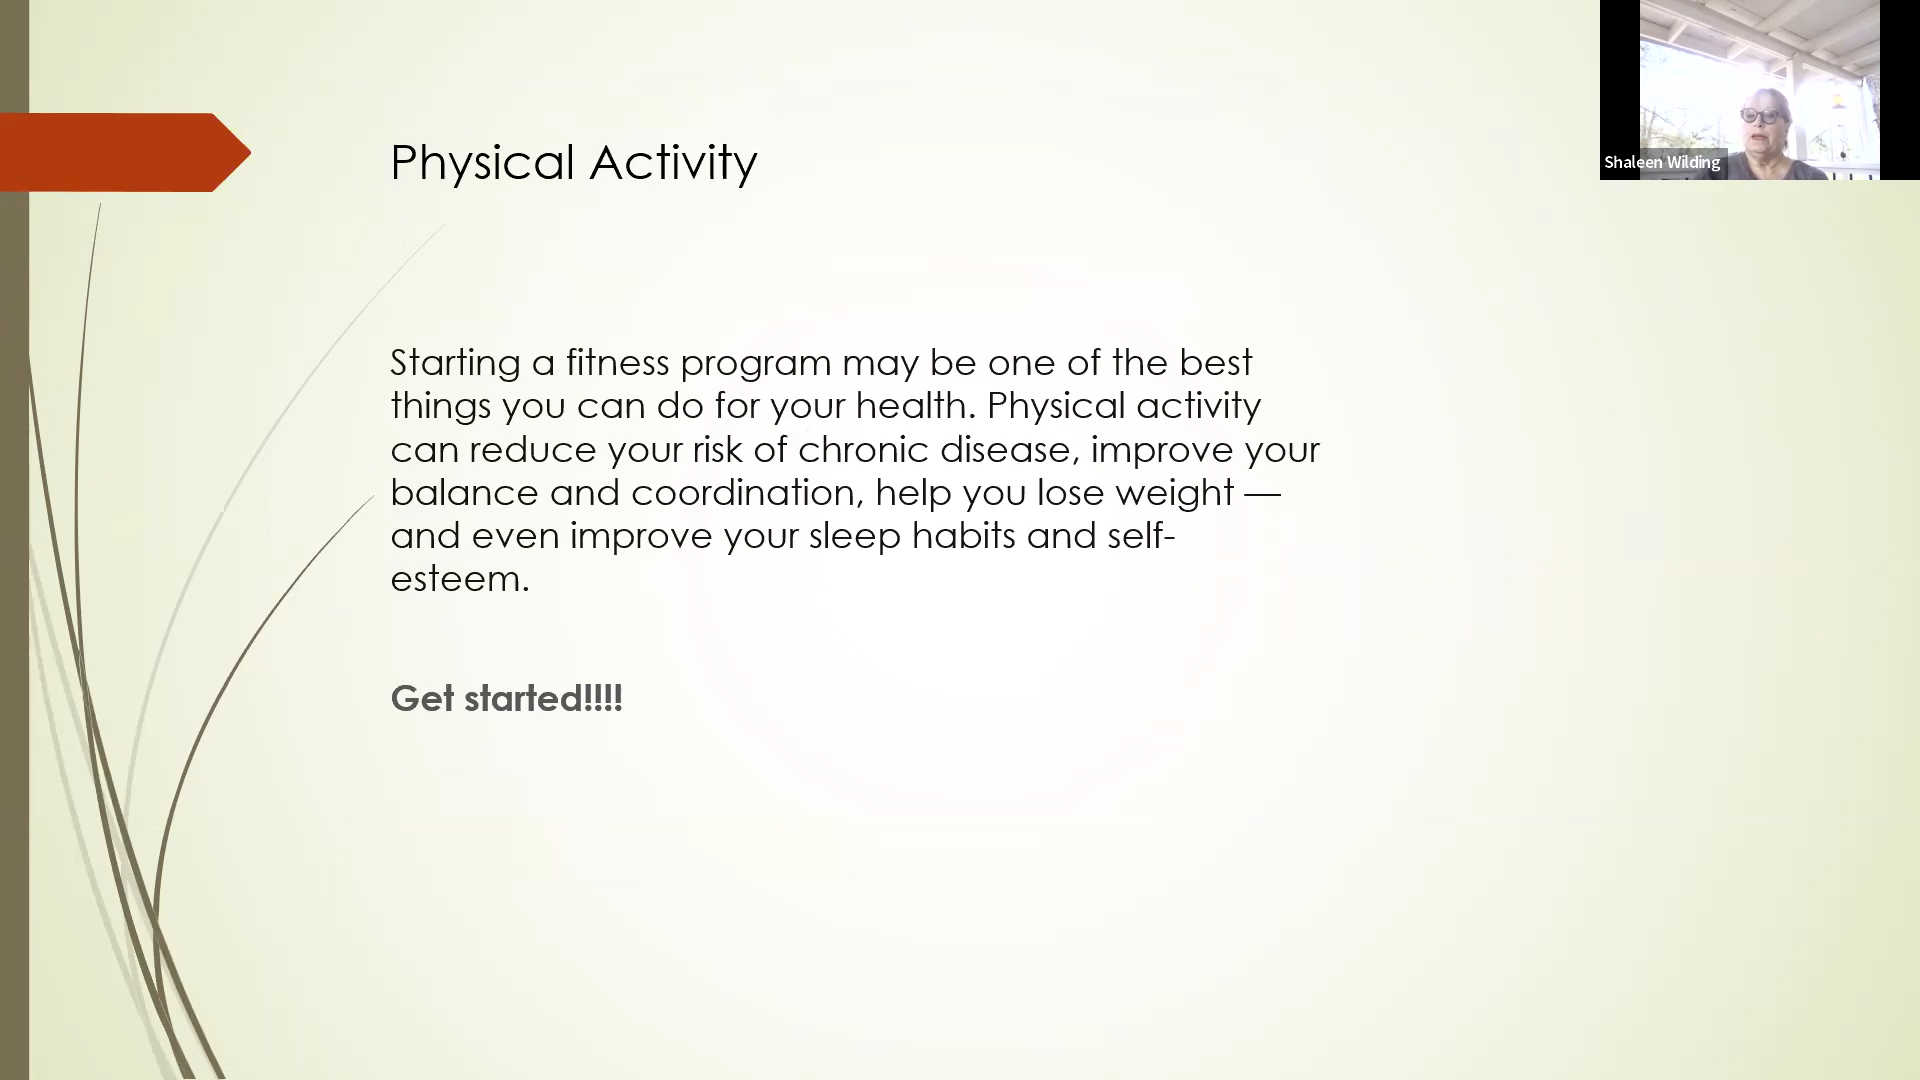 Physical Activity
Shaleen Wilding
Starting a fitness program may be one of the best
things you can do for your health. Physical activity
can reduce your risk of chronic disease, improve your
balance and coordination, help you lose weight —
and even improve your sleep habits and self-
esteem.
Get started!!!!